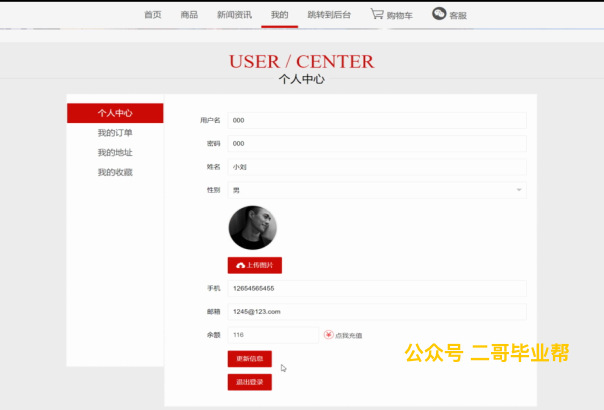 首页 商品 新闻资讯 我的 跳转到后台 购物车 客服
USER / CENTER
个人中心
个人中心
我的订单
我的地址
我的收藏
用户名 000
密码 000
姓名 小刘
性别 男
上传图片
手机 12654565455
邮箱 1245@123.com
余额 116 点我充值
公众号 二哥毕业帮
更新信息
退出登录